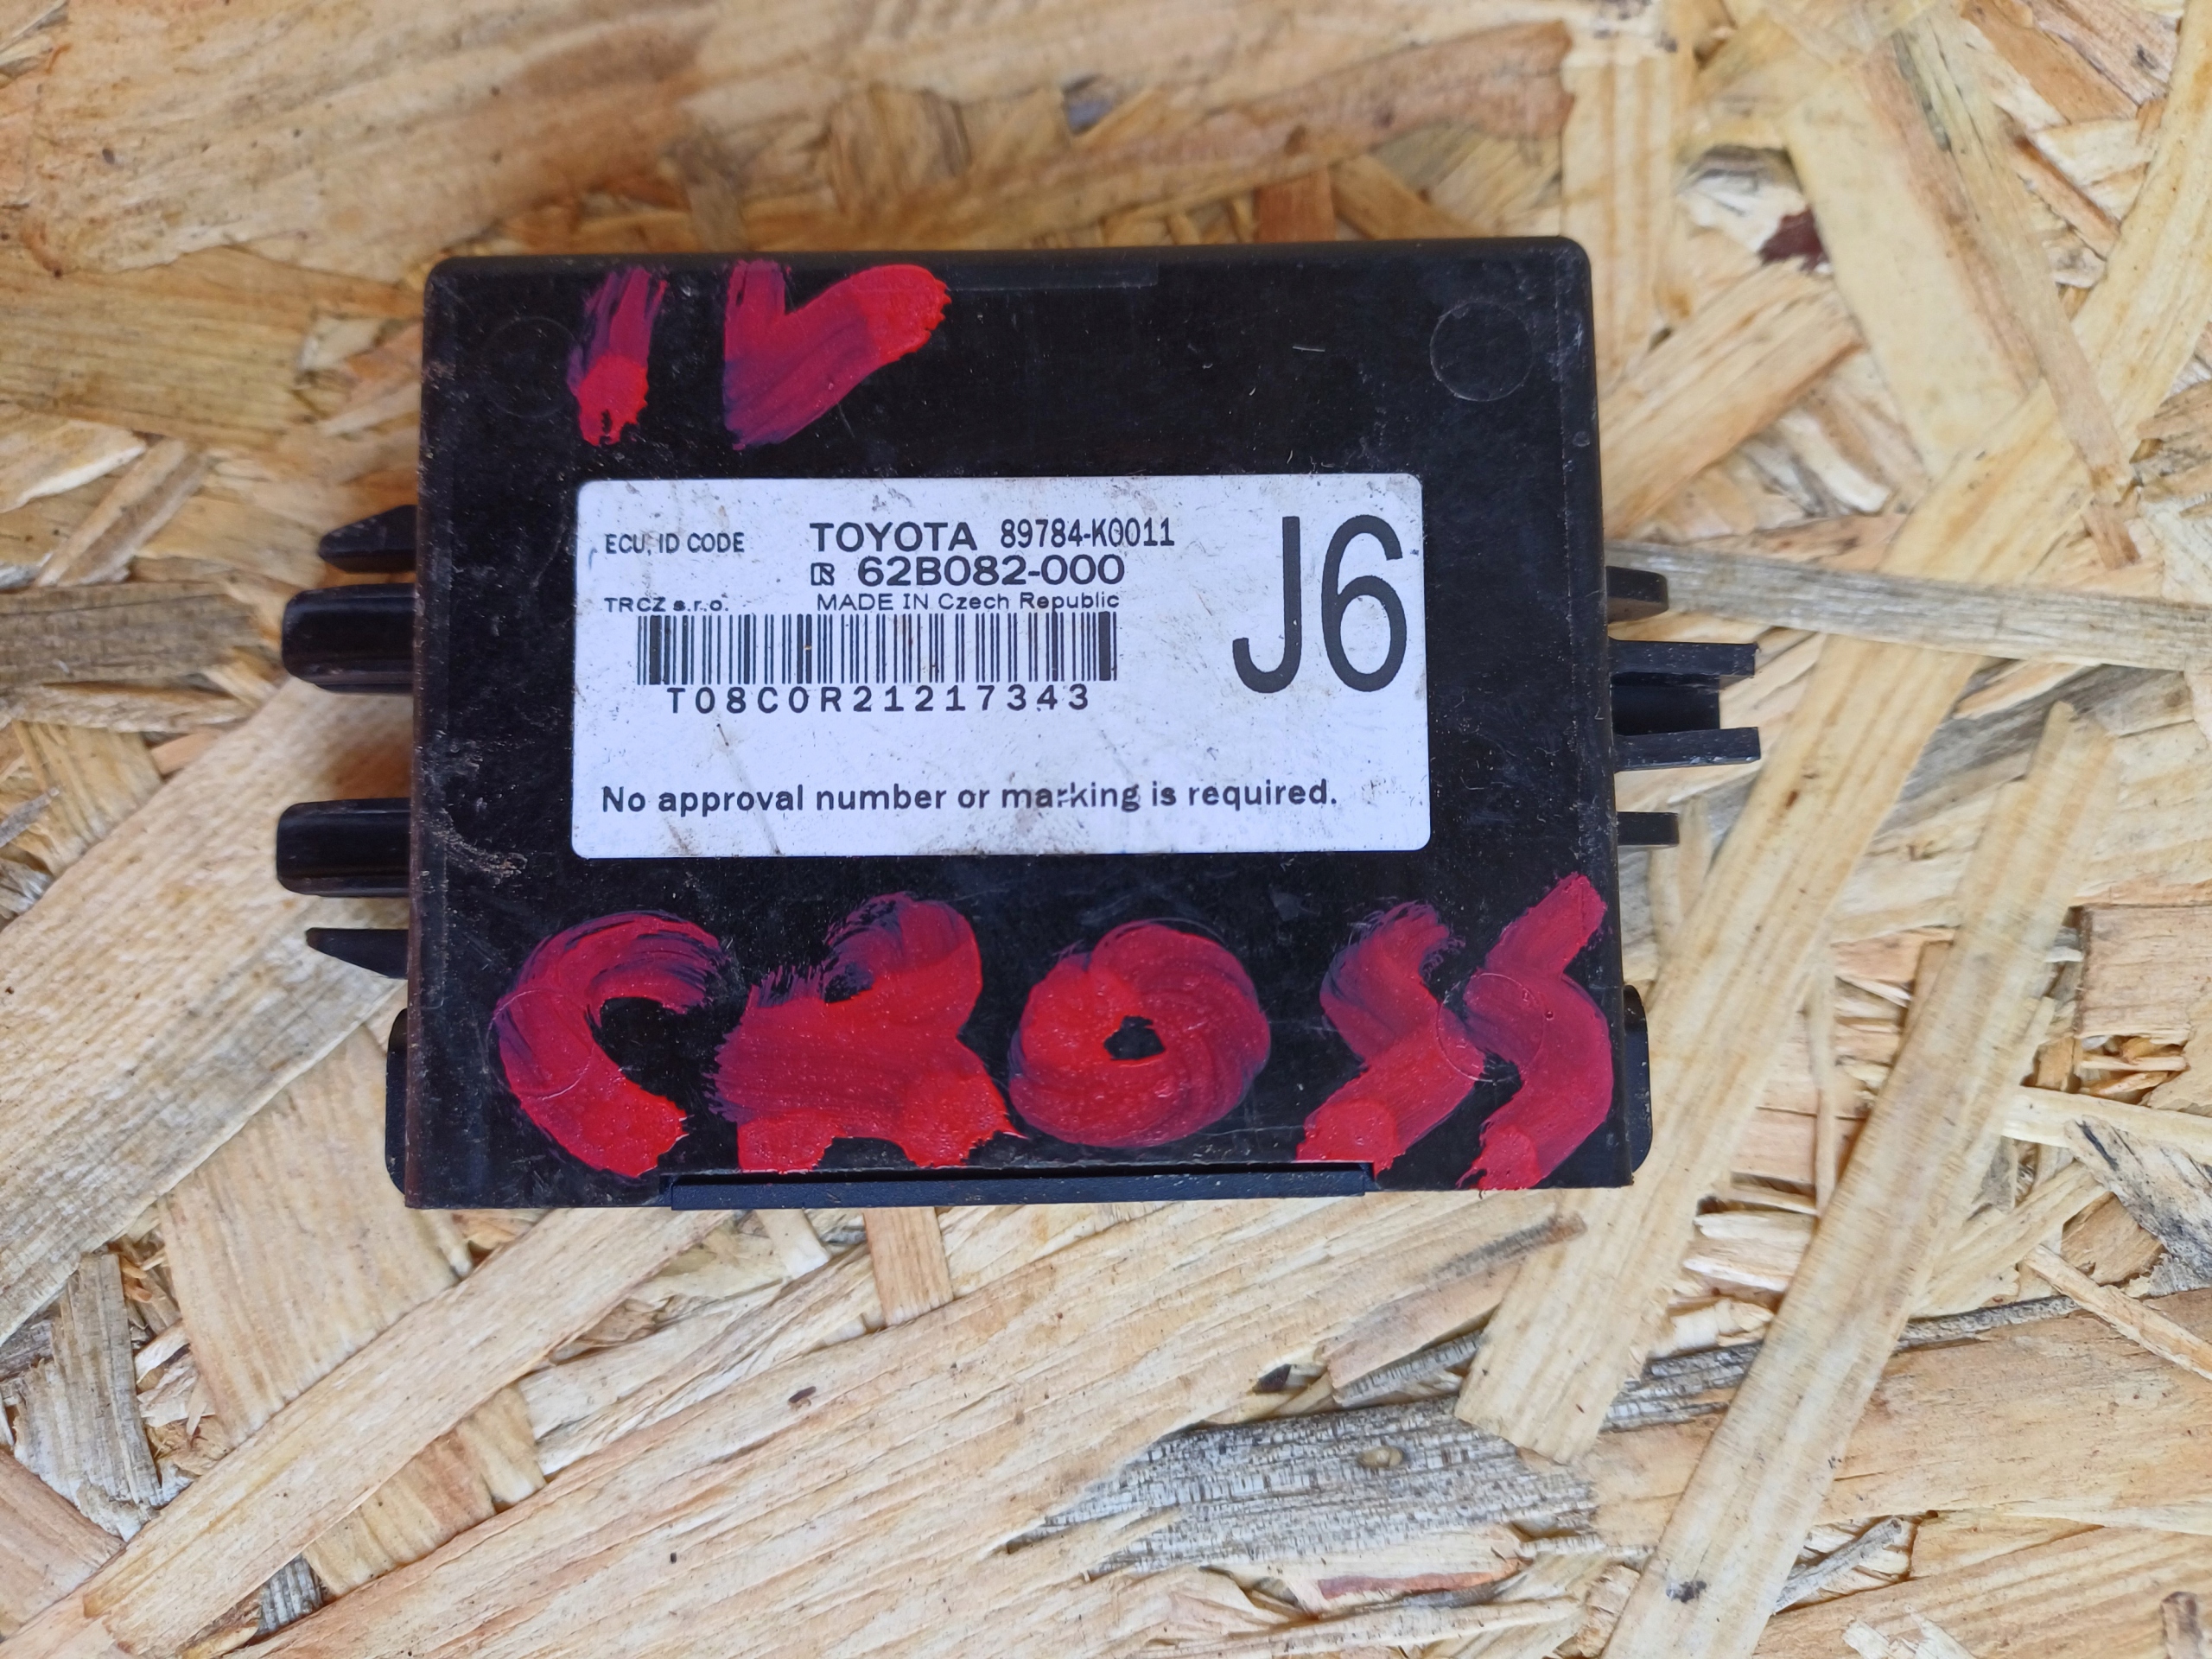 IV
ECU, ID CODE TOYOTA 89784-K0011
62B082-000
TRCZ s.r.o. MADE IN Czech Republic
J6
T08C0R21217343
No approval number or marking is required.
CROSS